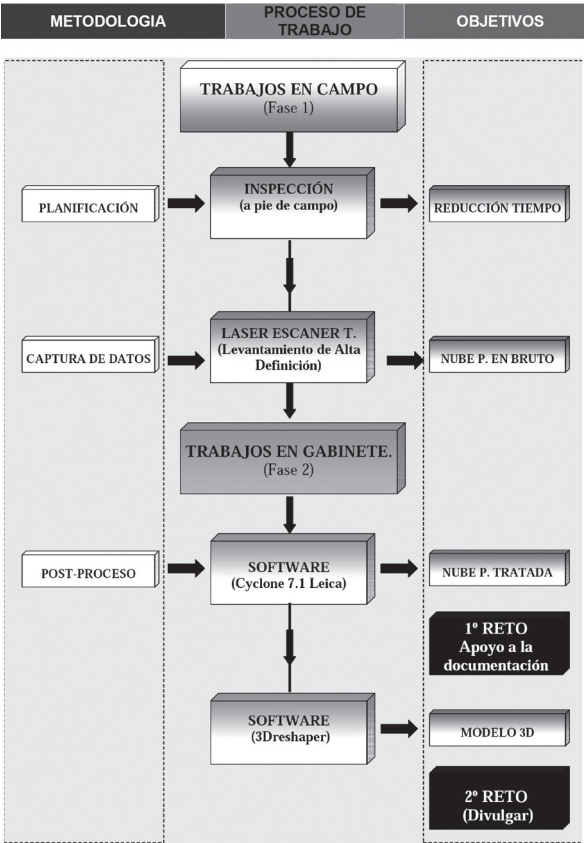 METODOLOGIA
PROCESO DE
TRABAJO
OBJETIVOS
TRABAJOS EN CAMPO
(Fase 1)
PLANIFICACIÓN
INSPECCIÓN
(a pie de campo)
REDUCCIÓN TIEMPO
CAPTURA DE DATOS
LASER ESCANER T.
(Levantamiento de Alta
Definición)
NUBE P. EN BRUTO
TRABAJOS EN GABINETE.
(Fase 2)
POST-PROCESO
SOFTWARE
(Cyclone 7.1 Leica)
NUBE P. TRATADA
1º RETO
Apoyo a la
documentación
SOFTWARE
(3Dreshaper)
MODELO 3D
2º RETO
(Divulgar)